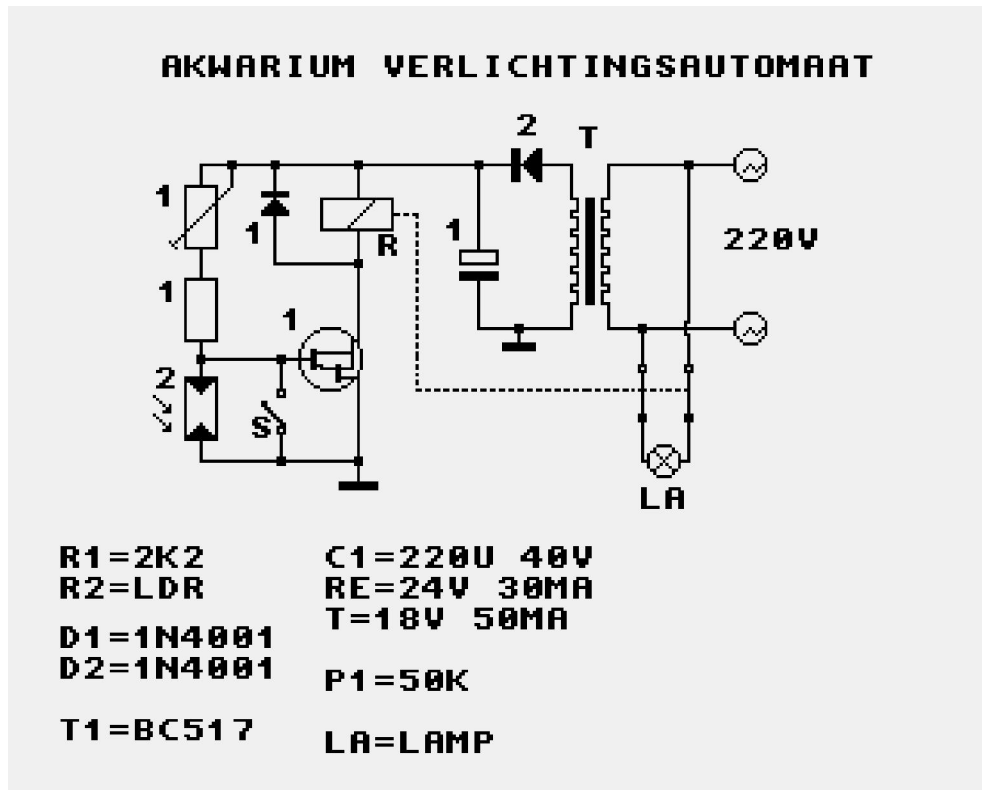 AKWARIUM VERLICHTINGSAUTOMAAT
2
T
1
1
R
1
220V
1
1
2
S
LA
R1=2K2
R2=LDR
D1=1N4001
D2=1N4001
T1=BC517
C1=220U 40V
RE=24V 30MA
T=18V 50MA
P1=50K
LA=LAMP